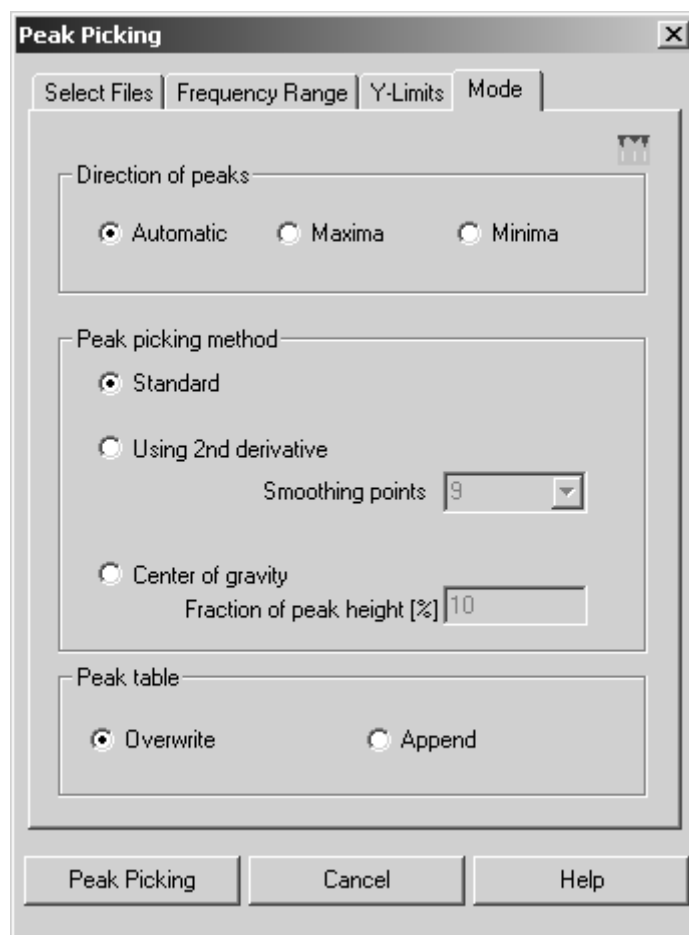 Peak Picking
Select Files Frequency Range Y-Limits Mode
Direction of peaks
Automatic Maxima Minima
Peak picking method
Standard
Using 2nd derivative
Smoothing points 9
Center of gravity
Fraction of peak height [%] 10
Peak table
Overwrite Append
Peak Picking Cancel Help